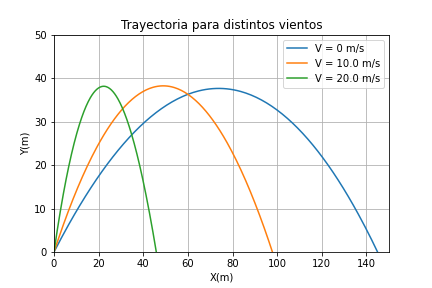 Trayectoria para distintos vientos
V = 0 m/s
V = 10.0 m/s
V = 20.0 m/s
Y(m)
50
40
30
20
10
0
0 20 40 60 80 100 120 140
X(m)